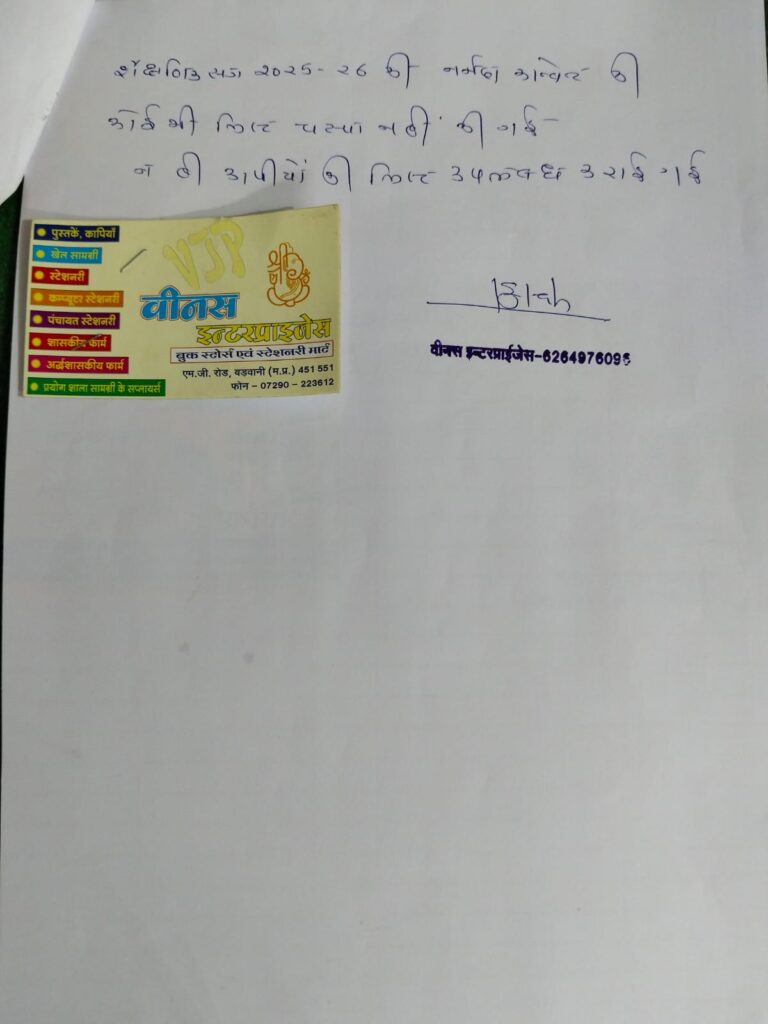 शैक्षणिक सत्र 2025-26 की नर्मदा कान्वेंट की
कोई भी लिस्ट चस्पा नहीं की गई
न ही कापीयों की लिस्ट उपलब्ध कराई गई
पुस्तकें, कापियाँ
खेल सामग्री
स्टेशनरी
काम्प्यूटर स्टेशनरी
पंचायत स्टेशनरी
शासकीय फार्म
अर्द्धशासकीय फार्म
प्रयोग शाला सामग्री के सप्लायर्स
VJP
वीनस
इन्टरप्राइजेस
बुक स्टोर्स एवं स्टेशनरी मार्ट
एम.जी. रोड, बड़वानी (म.प्र.) 451 551
फोन - 07290 - 223612
वीनस इन्टरप्राईजेस-6264976095